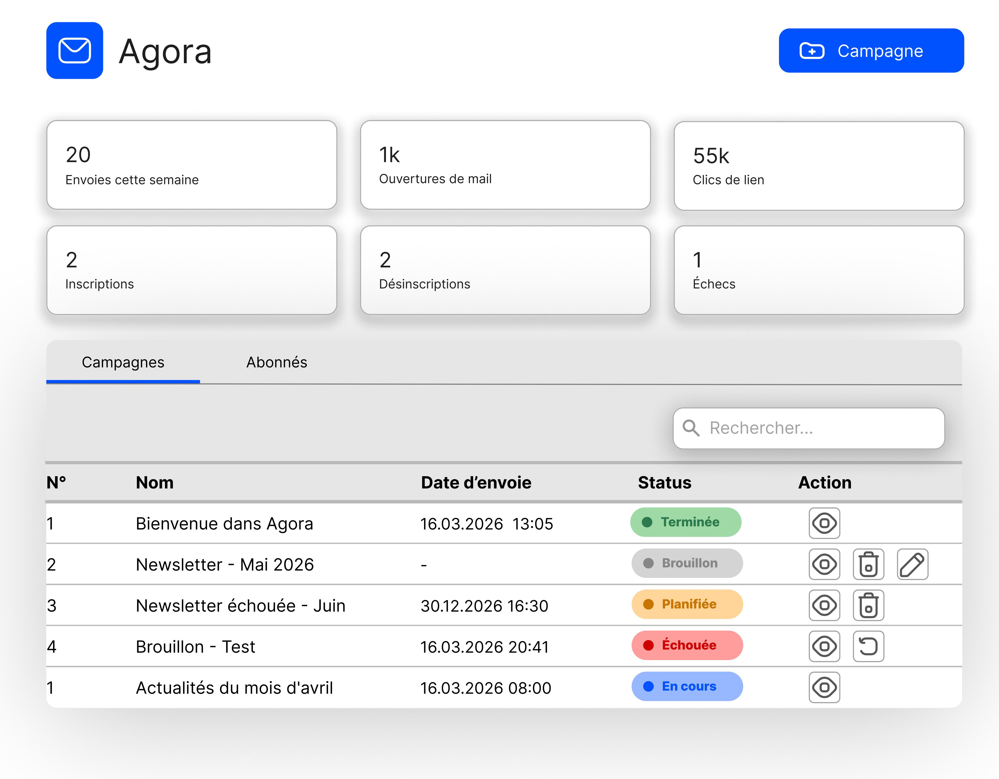 Agora
Campagne
20
Envoies cette semaine
1k
Ouvertures de mail
55k
Clics de lien
2
Inscriptions
2
Désinscriptions
1
Échecs
Campagnes Abonnés
Rechercher...
N° Nom Date d’envoie Status Action
1 Bienvenue dans Agora 16.03.2026 13:05 Terminée
2 Newsletter - Mai 2026 - Brouillon
3 Newsletter échouée - Juin 30.12.2026 16:30 Planifiée
4 Brouillon - Test 16.03.2026 20:41 Échouée
1 Actualités du mois d'avril 16.03.2026 08:00 En cours